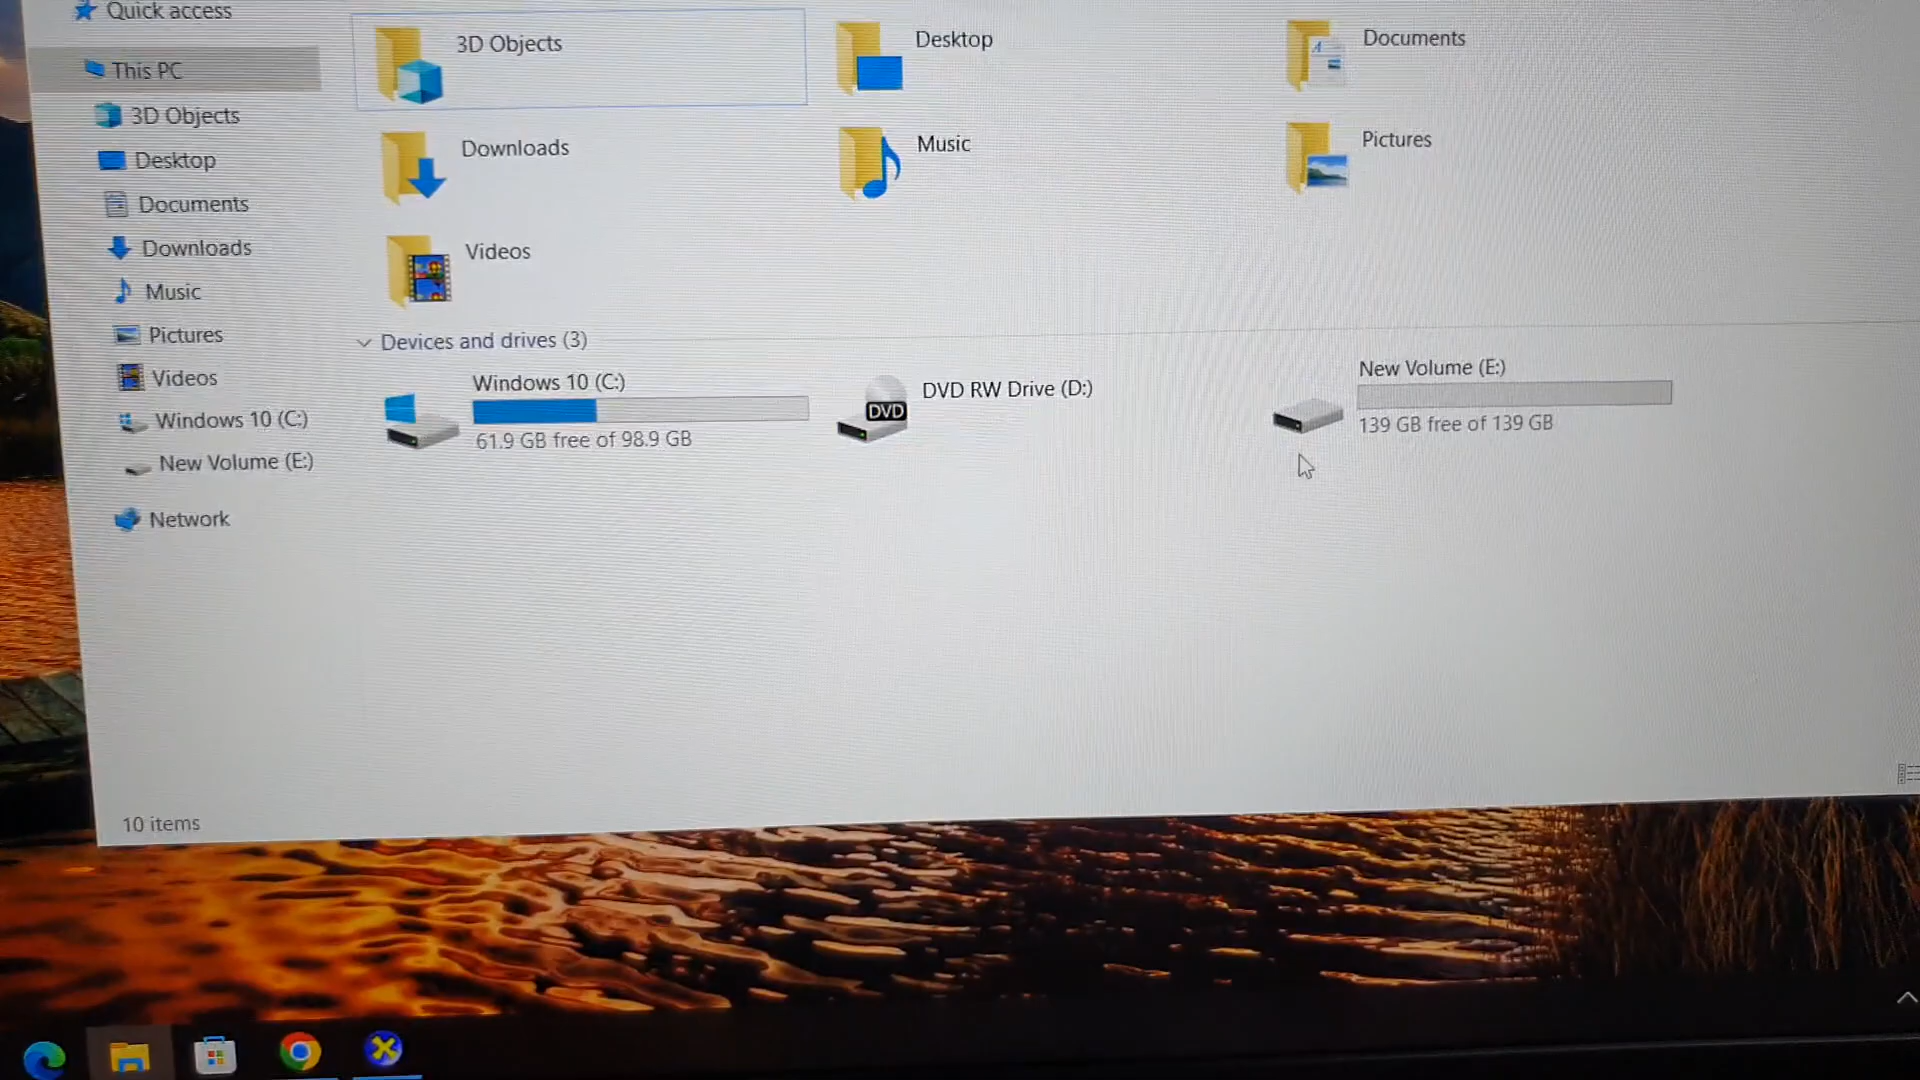 Quick access
This PC
3D Objects
Desktop
Documents
Downloads
Music
Pictures
Videos
Windows 10 (C:)
New Volume (E:)
Network
3D Objects
Desktop
Documents
Downloads
Music
Pictures
Videos
Devices and drives (3)
Windows 10 (C:)
61.9 GB free of 98.9 GB
DVD
DVD RW Drive (D:)
New Volume (E:)
139 GB free of 139 GB
10 items